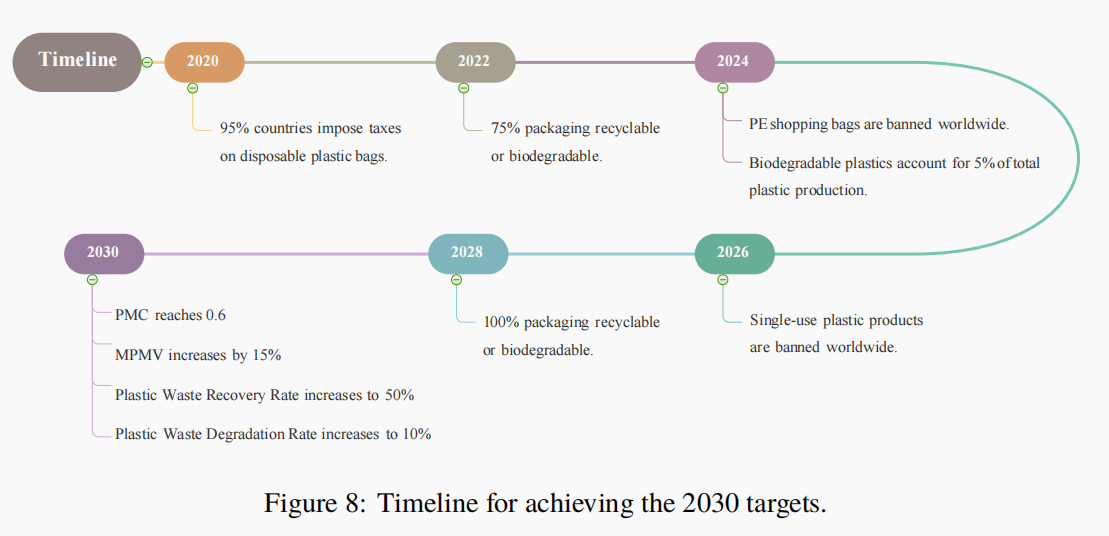 Timeline
2020
2022
2024
95% countries impose taxes
on disposable plastic bags.
75% packaging recyclable
or biodegradable.
PE shopping bags are banned worldwide.
Biodegradable plastics account for 5% of total
plastic production.
2030
2028
2026
PMC reaches 0.6
MPMV increases by 15%
Plastic Waste Recovery Rate increases to 50%
Plastic Waste Degradation Rate increases to 10%
100% packaging recyclable
or biodegradable.
Single-use plastic products
are banned worldwide.
Figure 8: Timeline for achieving the 2030 targets.